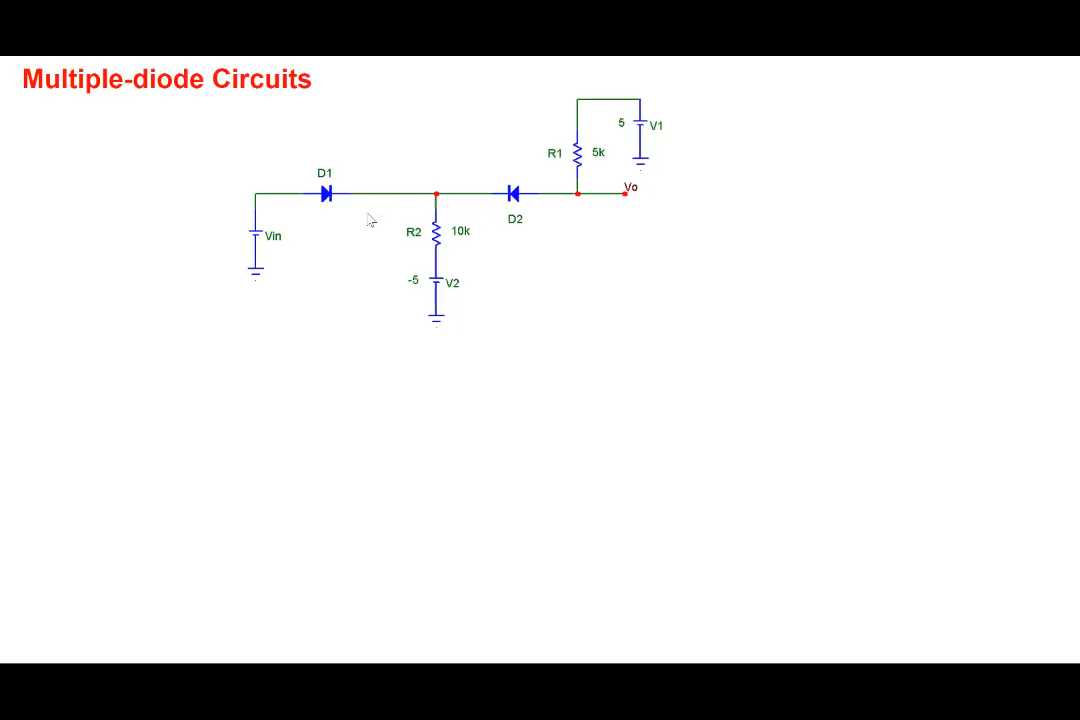 Multiple-diode Circuits
5 V1
R1 5k
D1
Vo
D2
R2 10k
Vin
-5 V2